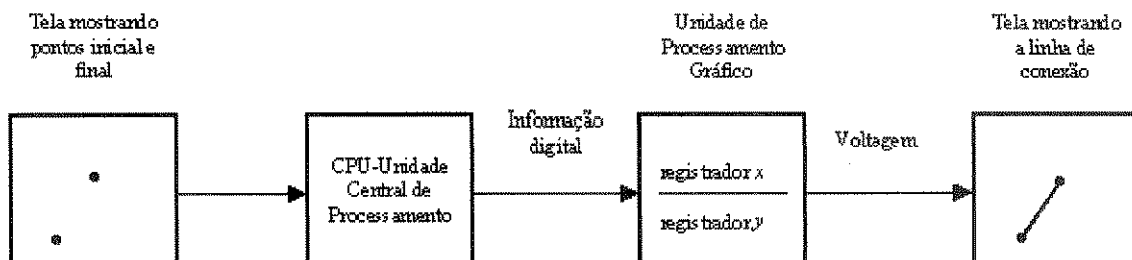 Tela mostrando
pontos inicial e
final
Unidade de
Processamento
Gráfico
Tela mostrando
a linha de
conexão
Informação
digital
Voltagem
CPU-Unidade
Central de
Processamento
registrador x
registrador y